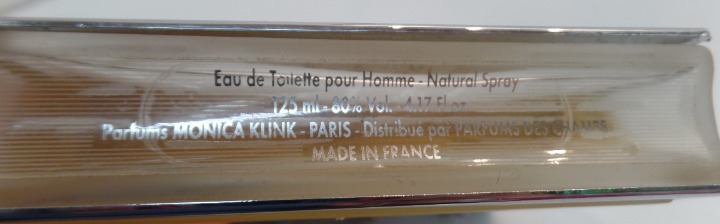 Eau de Toilette pour Homme - Natural Spray
125 ml - 80% Vol. 4.17 Fl oz
Parfums MONICA KLINK - PARIS - Distribue par PARFUMS DES CHAMPS
MADE IN FRANCE